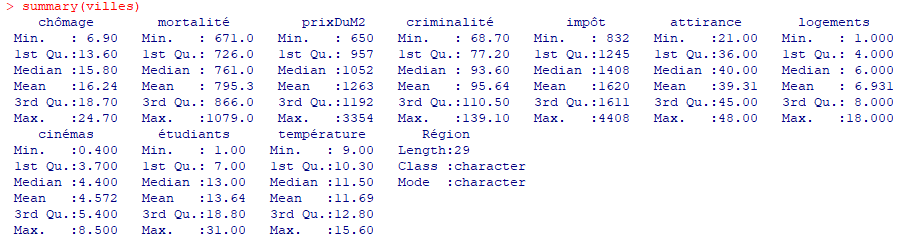 > summary(villes)
    chômage        mortalité         prixDuM2     criminalité         impôt        attirance       logements
 Min.   : 6.90   Min.   : 671.0   Min.   : 650   Min.   : 68.70   Min.   : 832   Min.   :21.00   Min.   : 1.000
 1st Qu.:13.60   1st Qu.: 726.0   1st Qu.: 957   1st Qu.: 77.20   1st Qu.:1245   1st Qu.:36.00   1st Qu.: 4.000
 Median :15.80   Median : 761.0   Median :1052   Median : 93.60   Median :1408   Median :40.00   Median : 6.000
 Mean   :16.24   Mean   : 795.3   Mean   :1263   Mean   : 95.64   Mean   :1620   Mean   :39.31   Mean   : 6.931
 3rd Qu.:18.70   3rd Qu.: 866.0   3rd Qu.:1192   3rd Qu.:110.50   3rd Qu.:1611   3rd Qu.:45.00   3rd Qu.: 8.000
 Max.   :24.70   Max.   :1079.0   Max.   :3354   Max.   :139.10   Max.   :4408   Max.   :48.00   Max.   :18.000
    cinémas        étudiants      température       Région
 Min.   :0.400   Min.   : 1.00   Min.   : 9.00   Length:29
 1st Qu.:3.700   1st Qu.: 7.00   1st Qu.:10.30   Class :character
 Median :4.400   Median :13.00   Median :11.50   Mode  :character
 Mean   :4.572   Mean   :13.64   Mean   :11.69
 3rd Qu.:5.400   3rd Qu.:18.80   3rd Qu.:12.80
 Max.   :8.500   Max.   :31.00   Max.   :15.60